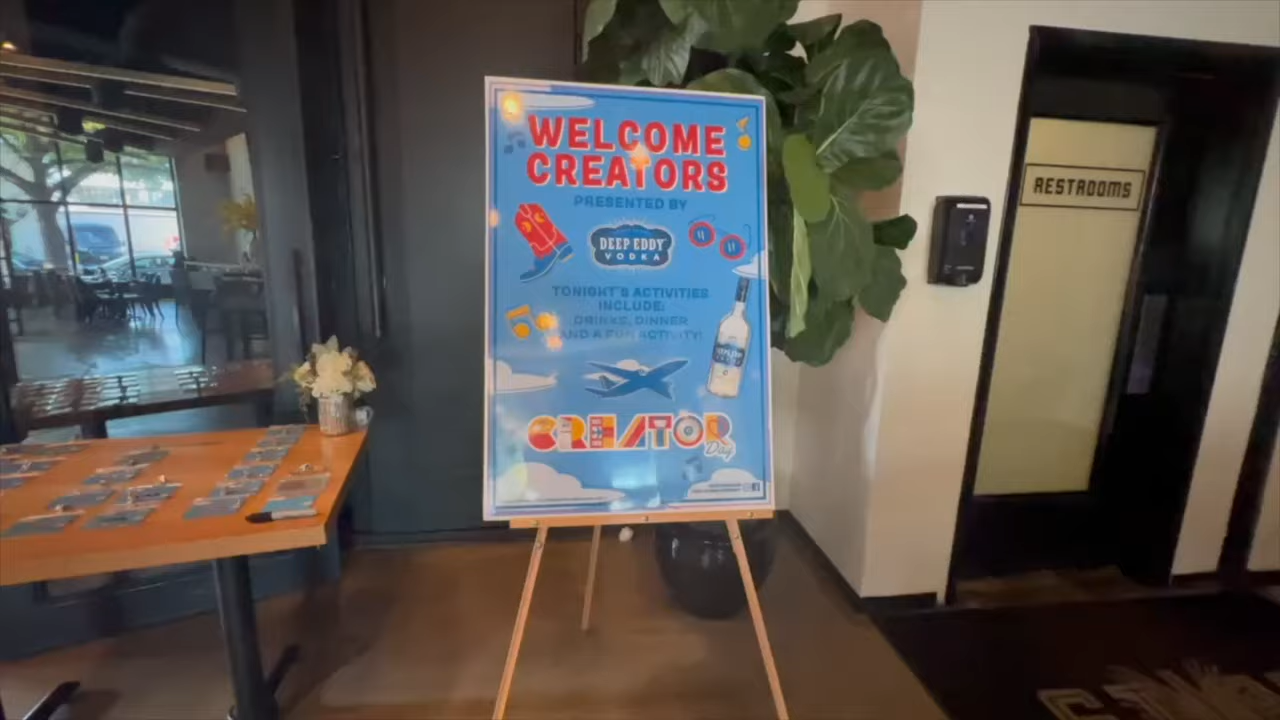 WELCOME
CREATORS
PRESENTED BY
DEEP EDDY
VODKA
TONIGHT'S ACTIVITIES
INCLUDE:
DRINKS, DINNER
AND A FUN ACTIVITY!
CREATOR
Day
RESTROOMS